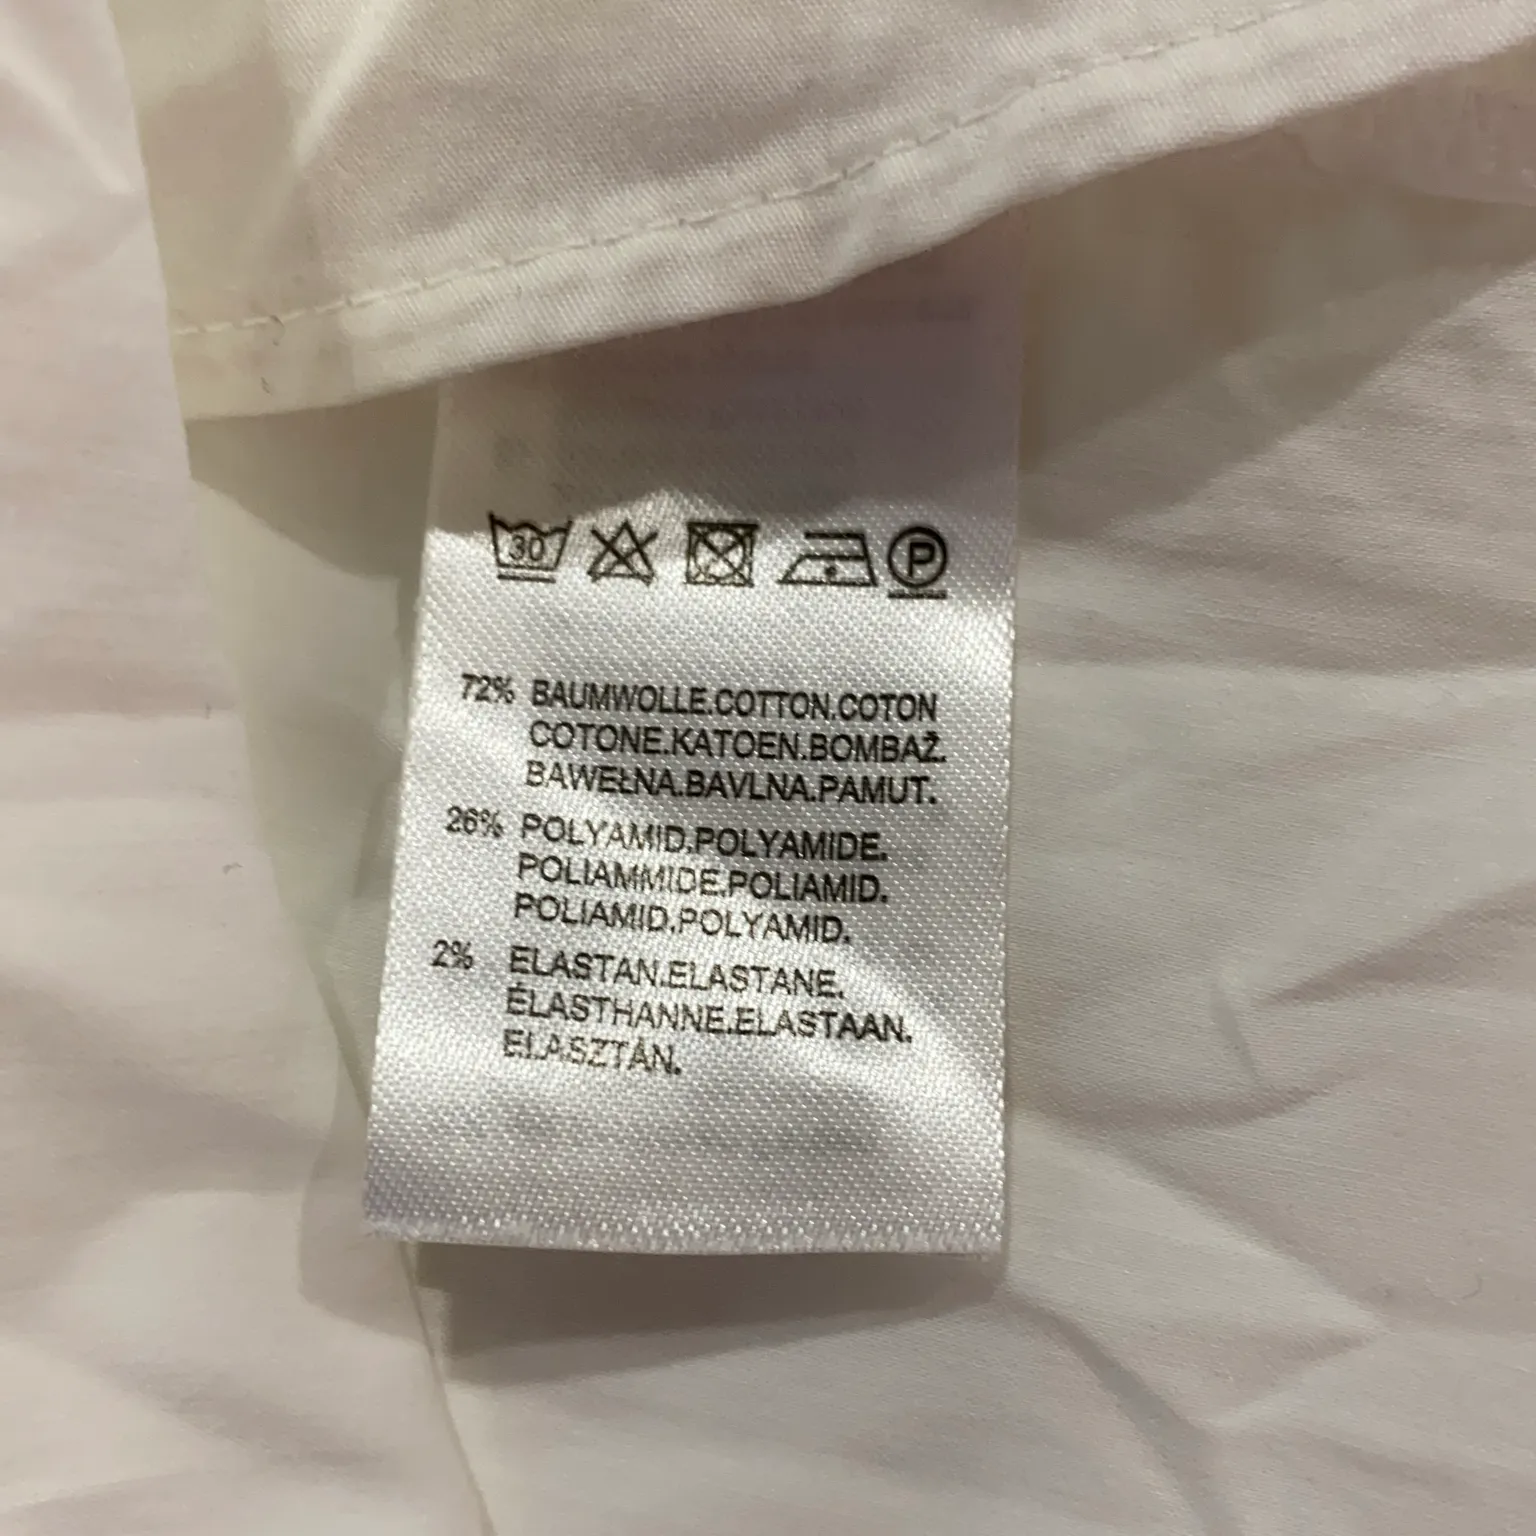 30 P
72% BAUMWOLLE.COTTON.COTON
COTONE.KATOEN.BOMBAŽ.
BAWEŁNA.BAVLNA.PAMUT.
26% POLYAMID.POLYAMIDE.
POLIAMMIDE.POLIAMID.
POLIAMID.POLYAMID.
2% ELASTAN.ELASTANE.
ÉLASTHANNE.ELASTAAN.
ELASZTÁN.